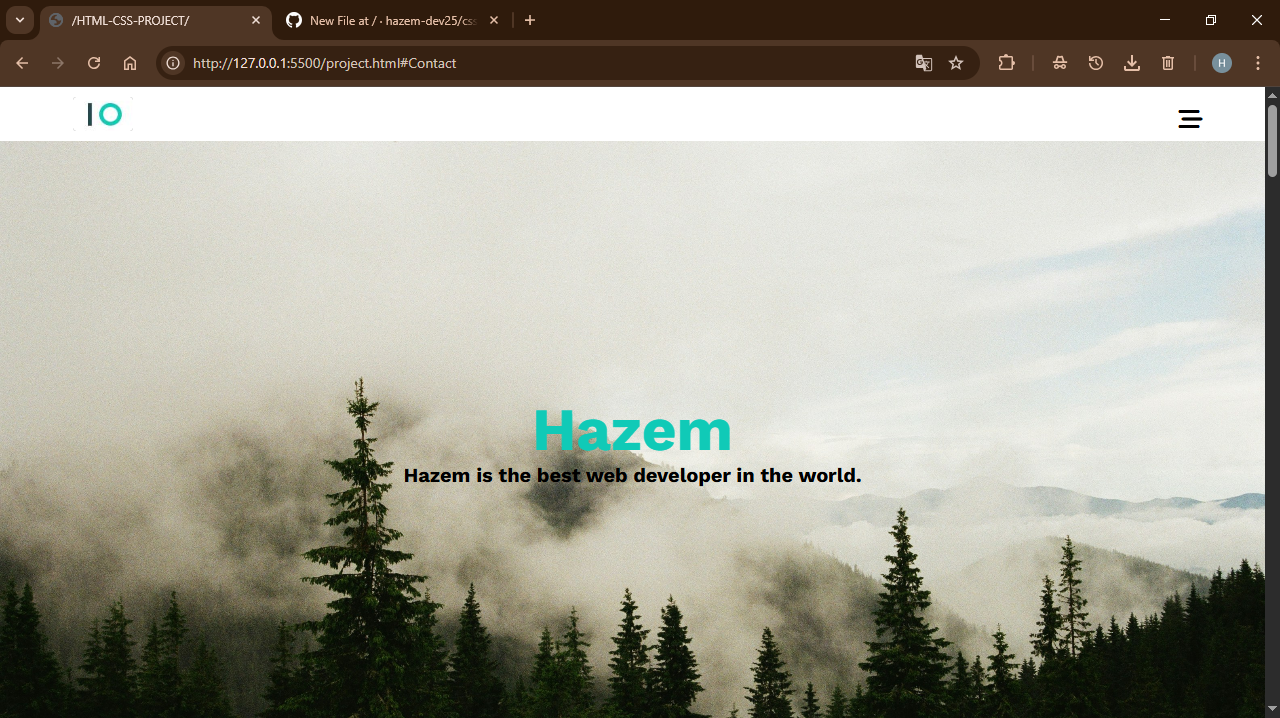 /HTML-CSS-PROJECT/
New File at / · hazem-dev25/css
http://127.0.0.1:5500/project.html#Contact
H
IO
Hazem
Hazem is the best web developer in the world.